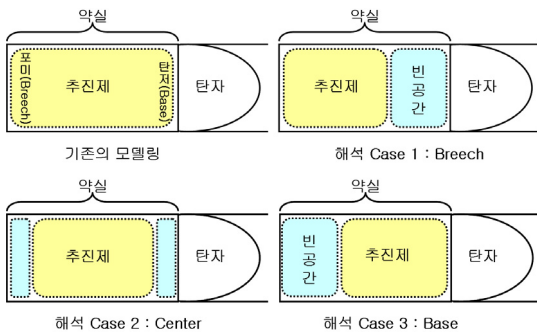 약실
포미(Breech)
추진제
탄저(Base)
탄자
기존의 모델링
약실
추진제
빈
공
간
탄자
해석 Case 1 : Breech
약실
추진제
탄자
해석 Case 2 : Center
약실
빈
공
간
추진제
탄자
해석 Case 3 : Base